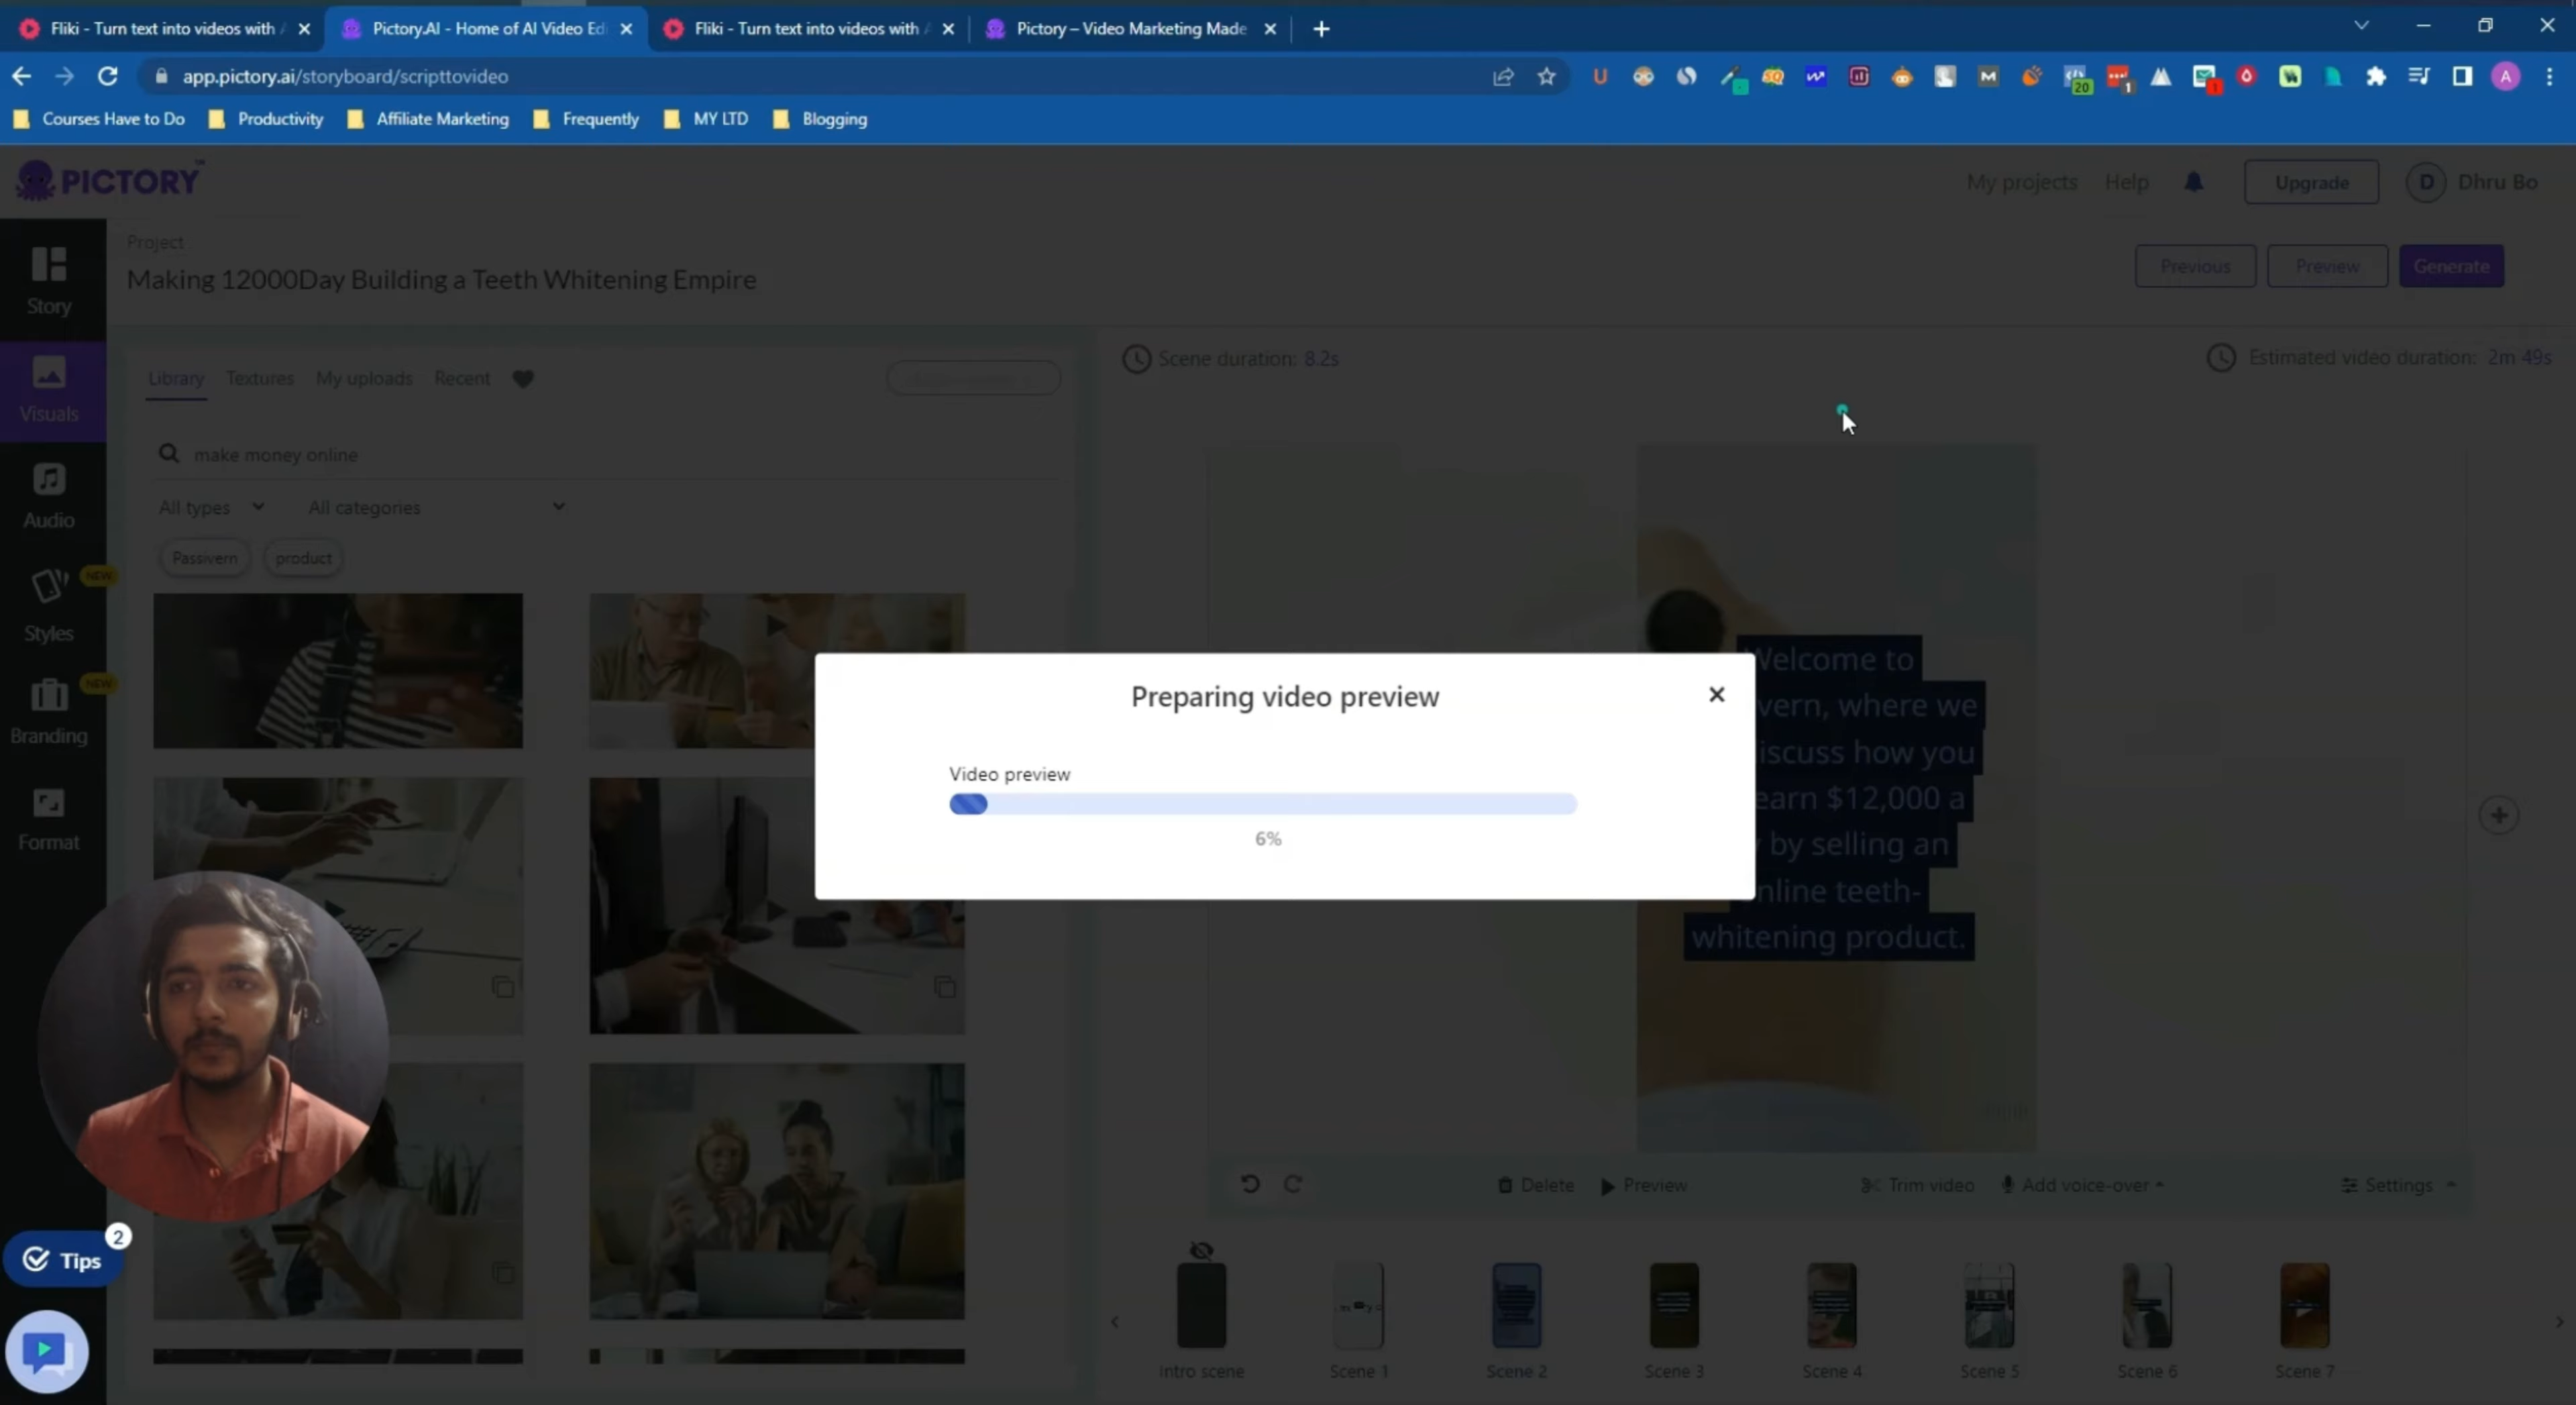 Fliki - Turn text into videos with
Pictory.AI - Home of AI Video Edi
Fliki - Turn text into videos with
Pictory – Video Marketing Made
app.pictory.ai/storyboard/scripttovideo
20
1
1
A
Courses Have to Do
Productivity
Affiliate Marketing
Frequently
MY LTD
Blogging
PICTORY™
My projects
Help
Upgrade
D
Dhru Bo
Project
Making 12000Day Building a Teeth Whitening Empire
Previous
Preview
Generate
Story
Visuals
Audio
Styles
NEW
Branding
NEW
Format
Library
Textures
My uploads
Recent
Scene duration: 8.2s
Estimated video duration: 2m 49s
make money online
All types
All categories
Passivern
product
Preparing video preview
Video preview
6%
Welcome to
vern, where we
iscuss how you
earn $12,000 a
by selling an
nline teeth-
whitening product.
Delete
Preview
Trim video
Add voice-over
Settings
Tips
2
Intro scene
Scene 1
Scene 2
Scene 3
Scene 4
Scene 5
Scene 6
Scene 7